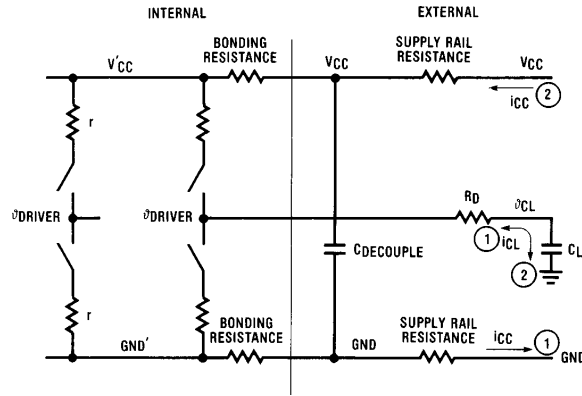 INTERNAL
EXTERNAL
BONDING
RESISTANCE
SUPPLY RAIL
RESISTANCE
V'CC
VCC
VCC
iCC
2
r
ϑDRIVER
ϑDRIVER
RD
ϑCL
1
iCL
2
CL
CDECOUPLE
r
BONDING
RESISTANCE
SUPPLY RAIL
RESISTANCE
iCC
1
GND'
GND
GND